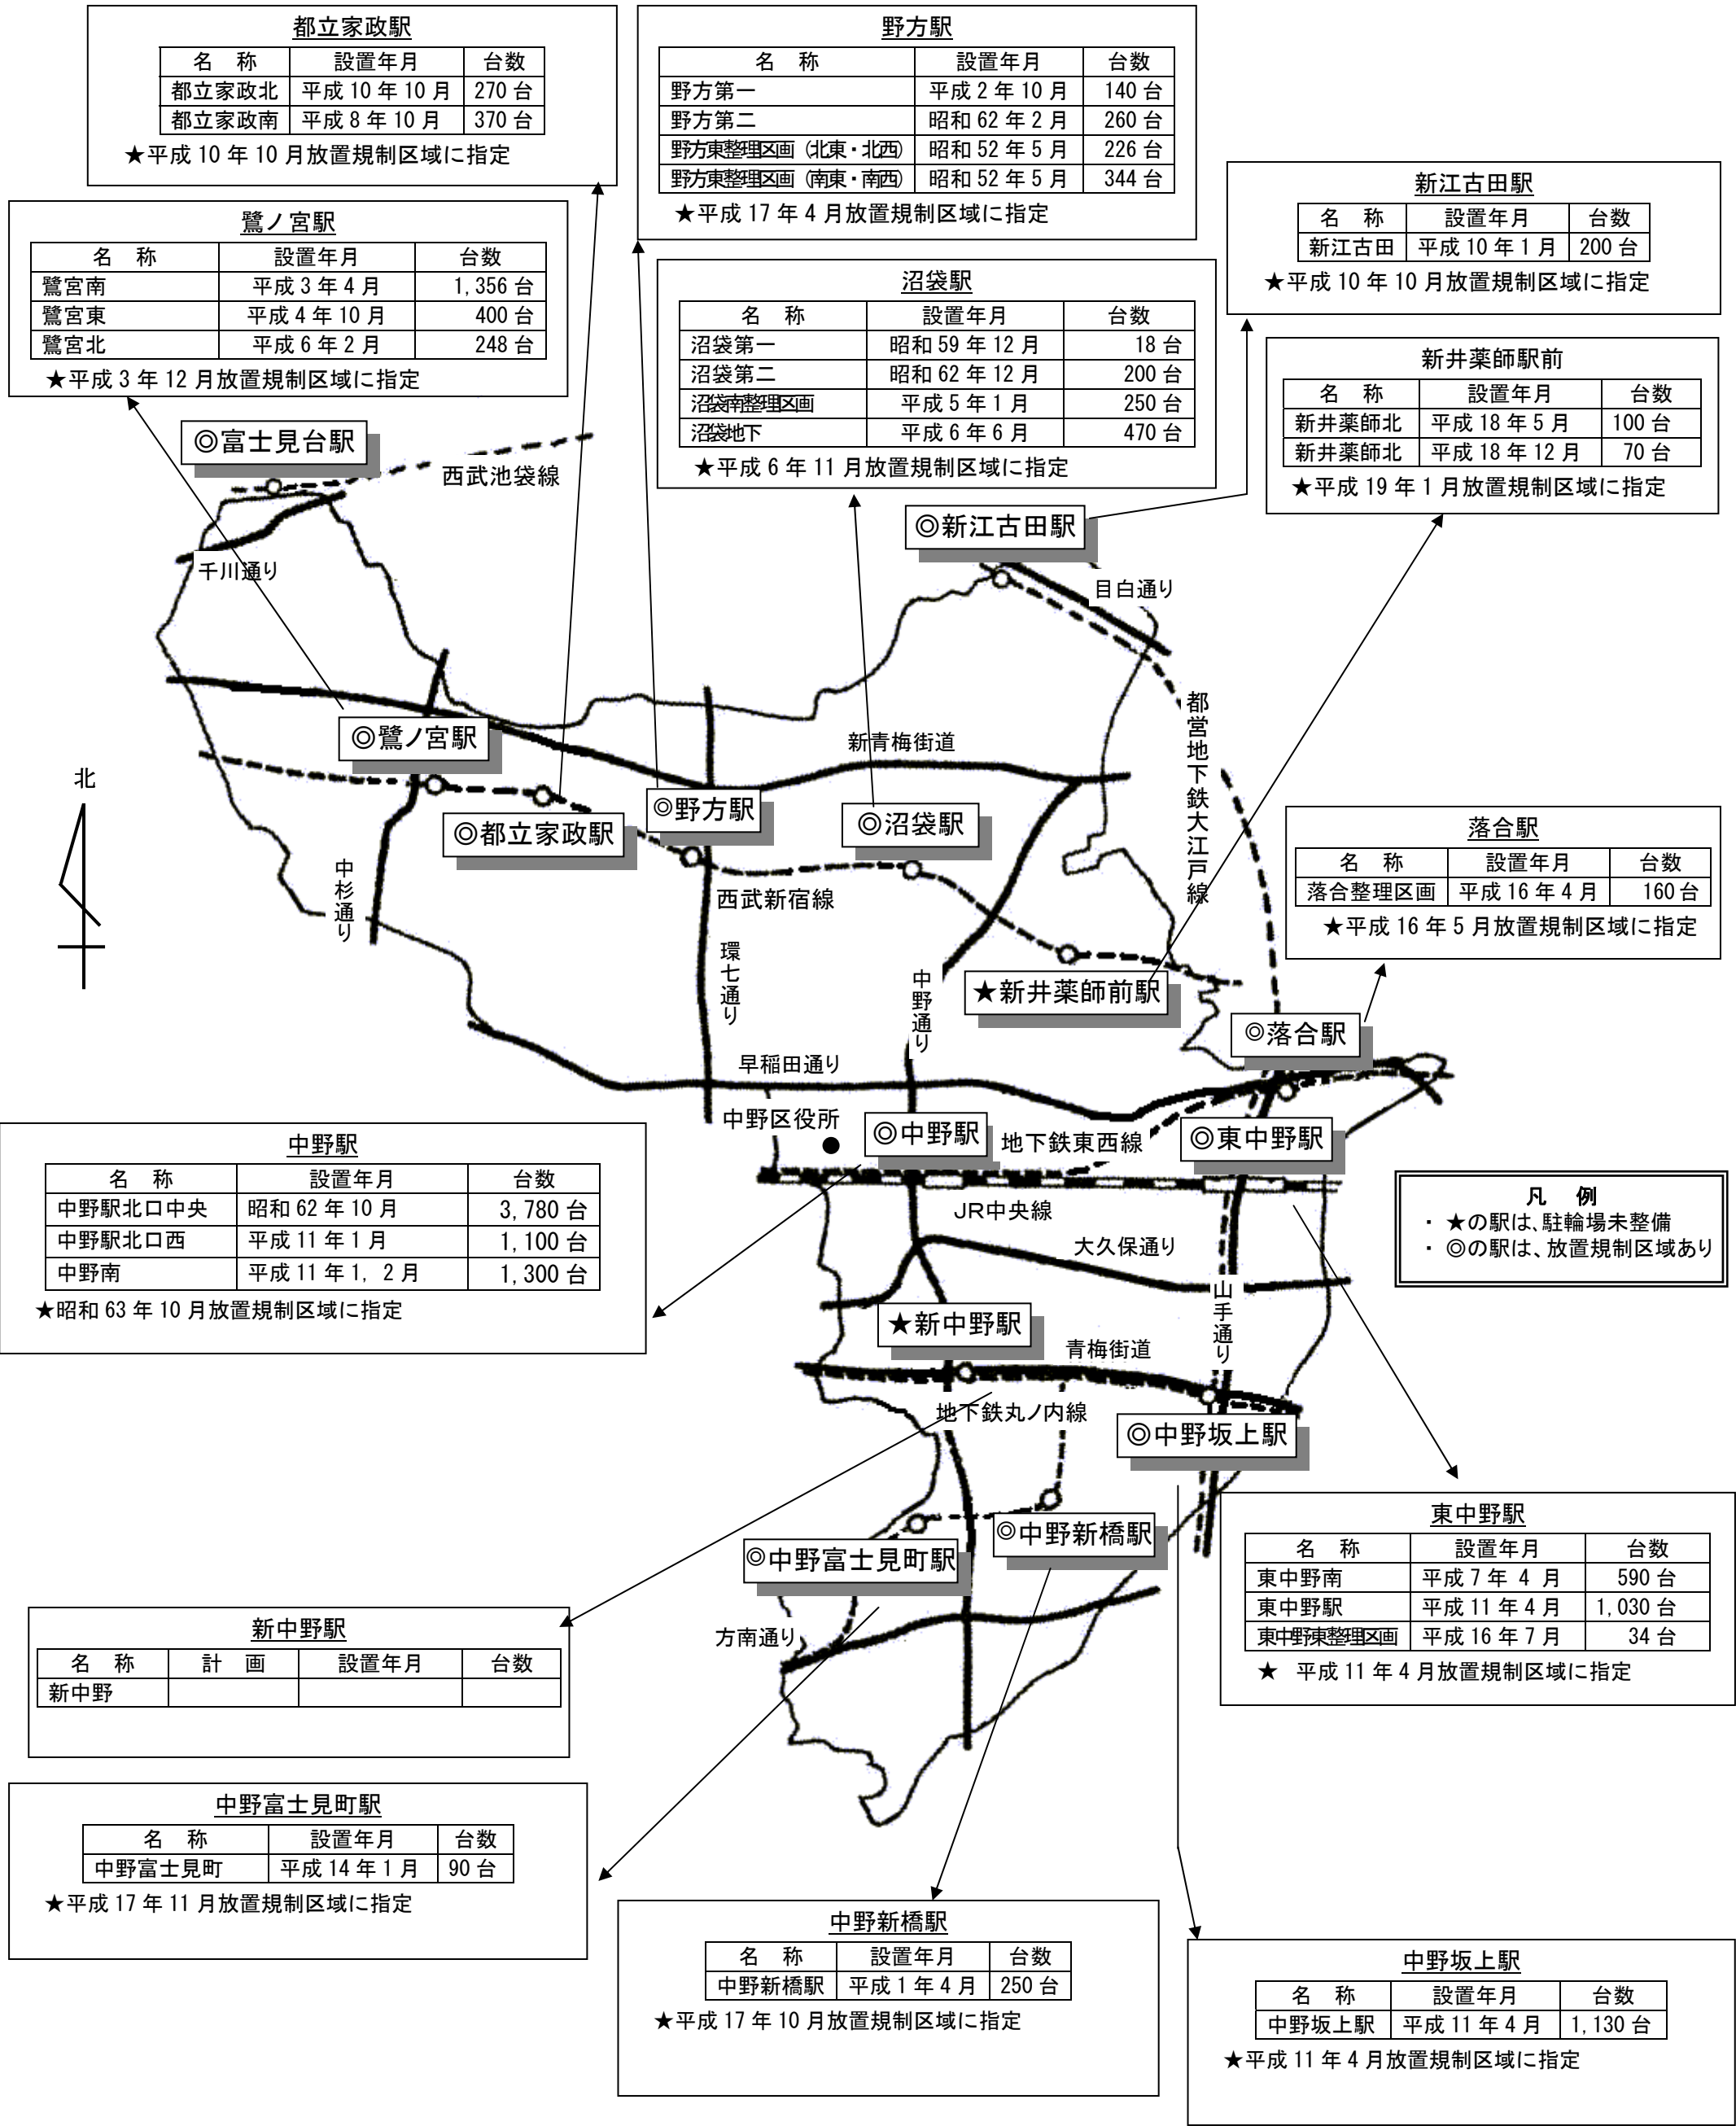 都立家政駅
名　称 設置年月 台数
都立家政北 平成 10 年 10 月 270 台
都立家政南 平成 8 年 10 月 370 台
★平成 10 年 10 月放置規制区域に指定
野方駅
名　称 設置年月 台数
野方第一 平成 2 年 10 月 140 台
野方第二 昭和 62 年 2 月 260 台
野方東整理区画（北東・北西） 昭和 52 年 5 月 226 台
野方東整理区画（南東・南西） 昭和 52 年 5 月 344 台
★平成 17 年 4 月放置規制区域に指定
新江古田駅
名　称 設置年月 台数
新江古田 平成 10 年 1 月 200 台
★平成 10 年 10 月放置規制区域に指定
鷺ノ宮駅
名　称 設置年月 台数
鷺宮南 平成 3 年 4 月 1,356 台
鷺宮東 平成 4 年 10 月 400 台
鷺宮北 平成 6 年 2 月 248 台
★平成 3 年 12 月放置規制区域に指定
沼袋駅
名　称 設置年月 台数
沼袋第一 昭和 59 年 12 月 18 台
沼袋第二 昭和 62 年 12 月 200 台
沼袋南整理区画 平成 5 年 1 月 250 台
沼袋地下 平成 6 年 6 月 470 台
★平成 6 年 11 月放置規制区域に指定
新井薬師駅前
名　称 設置年月 台数
新井薬師北 平成 18 年 5 月 100 台
新井薬師北 平成 18 年 12 月 70 台
★平成 19 年 1 月放置規制区域に指定
◎富士見台駅
西武池袋線
◎新江古田駅
千川通り
目白通り
都営地下鉄大江戸線
◎鷺ノ宮駅
新青梅街道
北
◎都立家政駅
◎野方駅
◎沼袋駅
落合駅
名　称 設置年月 台数
落合整理区画 平成 16 年 4 月 160 台
★平成 16 年 5 月放置規制区域に指定
中杉通り
西武新宿線
環七通り
中野通り
★新井薬師前駅
◎落合駅
早稲田通り
中野区役所
◎中野駅
地下鉄東西線
◎東中野駅
中野駅
名　称 設置年月 台数
中野駅北口中央 昭和 62 年 10 月 3,780 台
中野駅北口西 平成 11 年 1 月 1,100 台
中野南 平成 11 年 1, 2 月 1,300 台
★昭和 63 年 10 月放置規制区域に指定
凡　例
・ ★の駅は、駐輪場未整備
・ ◎の駅は、放置規制区域あり
JR中央線
大久保通り
山手通り
★新中野駅
青梅街道
地下鉄丸ノ内線
◎中野坂上駅
◎中野新橋駅
◎中野富士見町駅
方南通り
東中野駅
名　称 設置年月 台数
東中野南 平成 7 年 4 月 590 台
東中野駅 平成 11 年 4 月 1,030 台
東中野東整理区画 平成 16 年 7 月 34 台
★　平成 11 年 4 月放置規制区域に指定
新中野駅
名　称 計　画 設置年月 台数
新中野
中野富士見町駅
名　称 設置年月 台数
中野富士見町 平成 14 年 1 月 90 台
★平成 17 年 11 月放置規制区域に指定
中野新橋駅
名　称 設置年月 台数
中野新橋駅 平成 1 年 4 月 250 台
★平成 17 年 10 月放置規制区域に指定
中野坂上駅
名　称 設置年月 台数
中野坂上駅 平成 11 年 4 月 1,130 台
★平成 11 年 4 月放置規制区域に指定